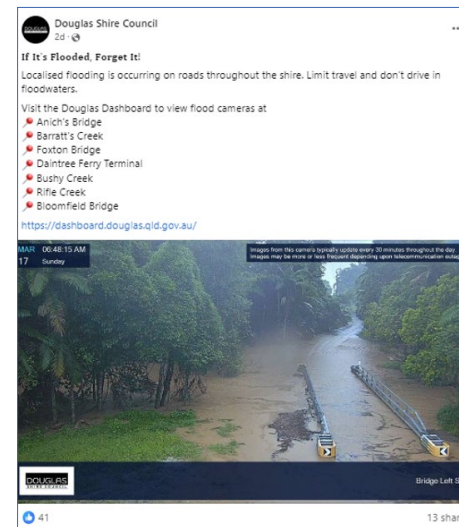 Douglas Shire Council
2d
If It's Flooded, Forget It!
Localised flooding is occurring on roads throughout the shire. Limit travel and don't drive in
floodwaters.
Visit the Douglas Dashboard to view flood cameras at
📍 Anich's Bridge
📍 Barratt's Creek
📍 Foxton Bridge
📍 Daintree Ferry Terminal
📍 Bushy Creek
📍 Rifle Creek
📍 Bloomfield Bridge
https://dashboard.douglas.qld.gov.au/
MAR 06:48:15 AM
17 Sunday
Images from this camera typically update every 30 minutes throughout the day
Images may be more or less frequent depending upon telecommunication
DOUGLAS
SHIRE COUNCIL
Bridge Left
41
13